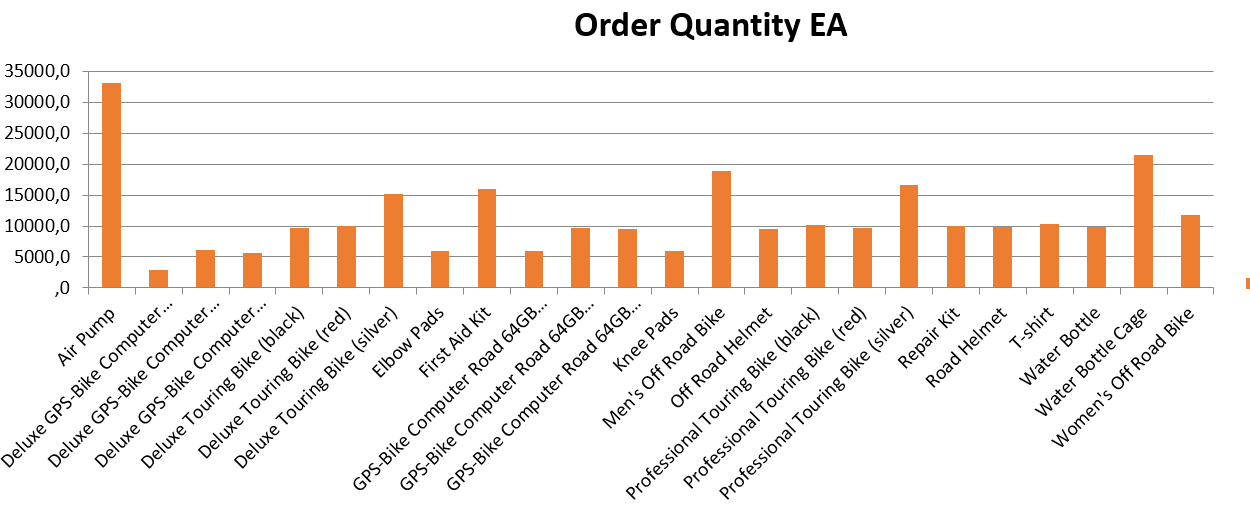 Order Quantity EA
35000,0
30000,0
25000,0
20000,0
15000,0
10000,0
5000,0
,0
Air Pump
Deluxe GPS-Bike Computer...
Deluxe GPS-Bike Computer...
Deluxe GPS-Bike Computer...
Deluxe Touring Bike (black)
Deluxe Touring Bike (red)
Deluxe Touring Bike (silver)
Elbow Pads
First Aid Kit
GPS-Bike Computer Road 64GB...
GPS-Bike Computer Road 64GB...
GPS-Bike Computer Road 64GB...
Knee Pads
Men's Off Road Bike
Off Road Helmet
Professional Touring Bike (black)
Professional Touring Bike (red)
Professional Touring Bike (silver)
Repair Kit
Road Helmet
T-shirt
Water Bottle
Water Bottle Cage
Women's Off Road Bike